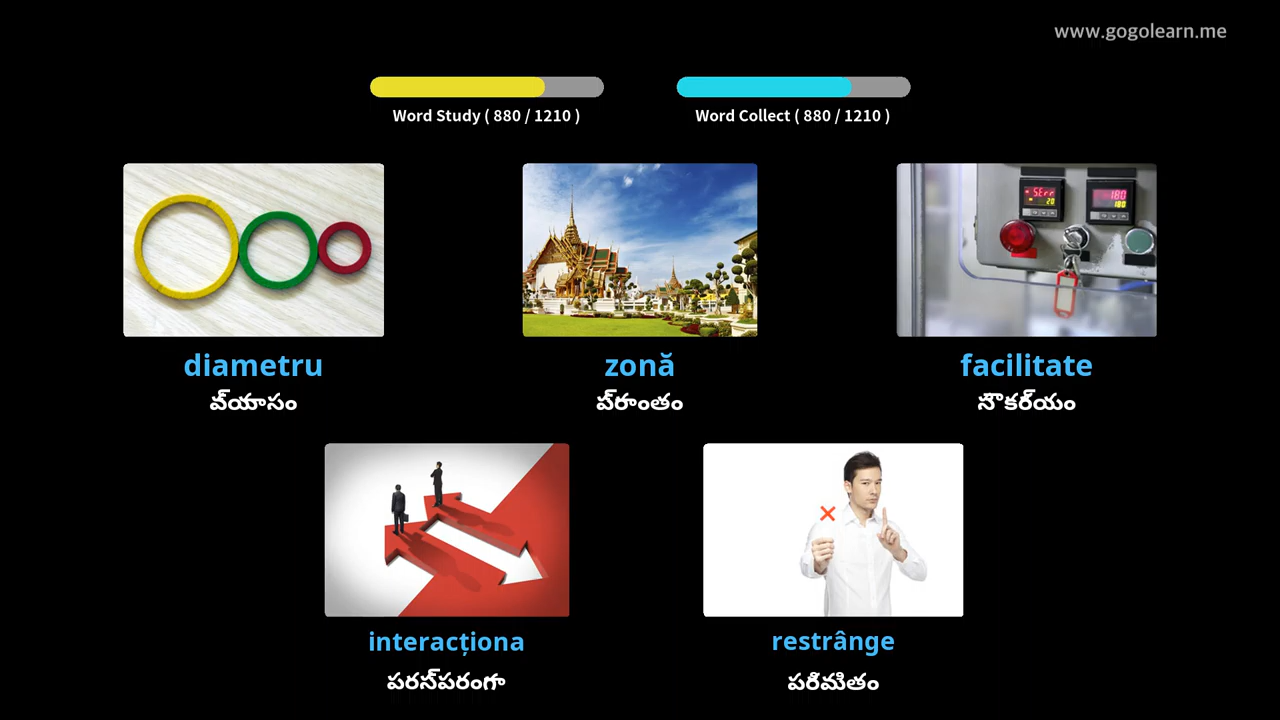 www.gogolearn.me
Word Study ( 880 / 1210 )
Word Collect ( 880 / 1210 )
diametru
వ్యాసం
zonă
ప్రాంతం
facilitate
సౌకర్యం
interacționa
పరస్పరంగా
restrânge
పరిమితం